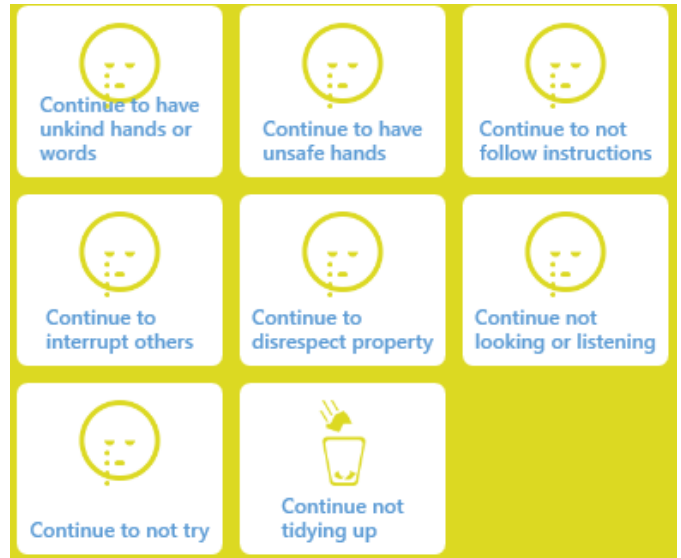 Continue to have
unkind hands or
words
Continue to have
unsafe hands
Continue to not
follow instructions
Continue to
interrupt others
Continue to
disrespect property
Continue not
looking or listening
Continue to not try
Continue not
tidying up